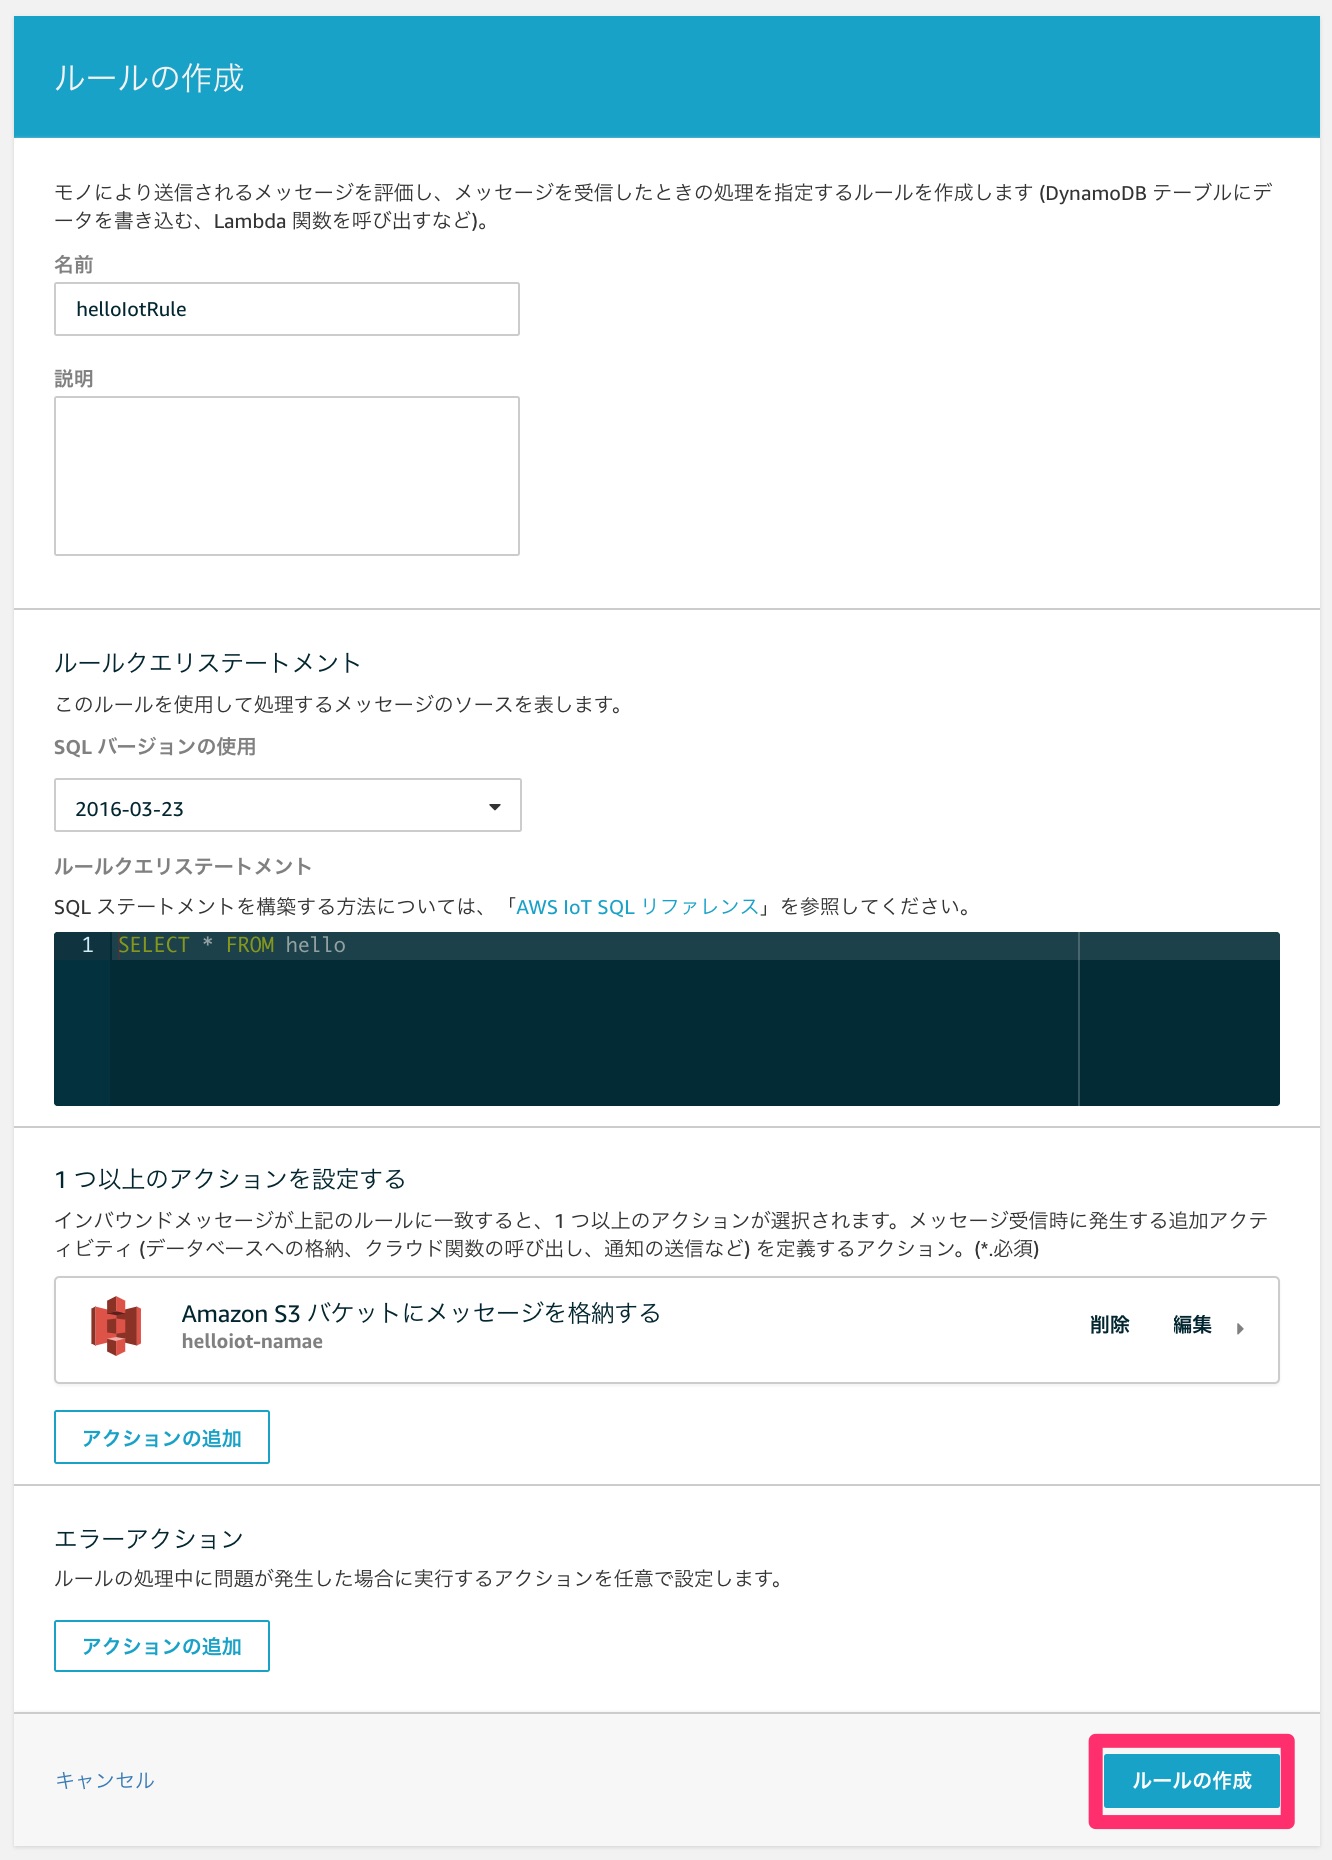 ルールの作成
モノにより送信されるメッセージを評価し、メッセージを受信したときの処理を指定するルールを作成します (DynamoDB テーブルにデ
ータを書き込む、Lambda 関数を呼び出すなど)。
名前
helloIotRule
説明
ルールクエリステートメント
このルールを使用して処理するメッセージのソースを表します。
SQL バージョンの使用
2016-03-23
ルールクエリステートメント
SQL ステートメントを構築する方法については、「AWS IoT SQL リファレンス」を参照してください。
1 SELECT * FROM hello
1 つ以上のアクションを設定する
インバウンドメッセージが上記のルールに一致すると、1 つ以上のアクションが選択されます。メッセージ受信時に発生する追加アクテ
ィビティ (データベースへの格納、クラウド関数の呼び出し、通知の送信など) を定義するアクション。(*.必須)
Amazon S3 バケットにメッセージを格納する
helloiot-namae
削除 編集
アクションの追加
エラーアクション
ルールの処理中に問題が発生した場合に実行するアクションを任意で設定します。
アクションの追加
キャンセル
ルールの作成